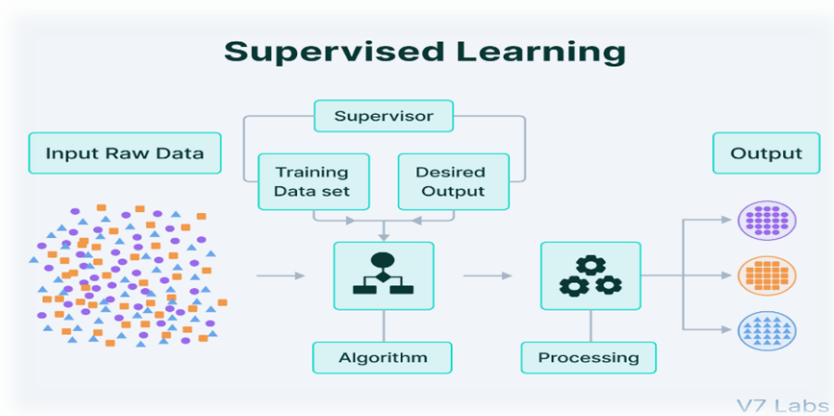 Supervised Learning
Supervisor
Input Raw Data
Training
Data set
Desired
Output
Output
Algorithm
Processing
V7 Labs